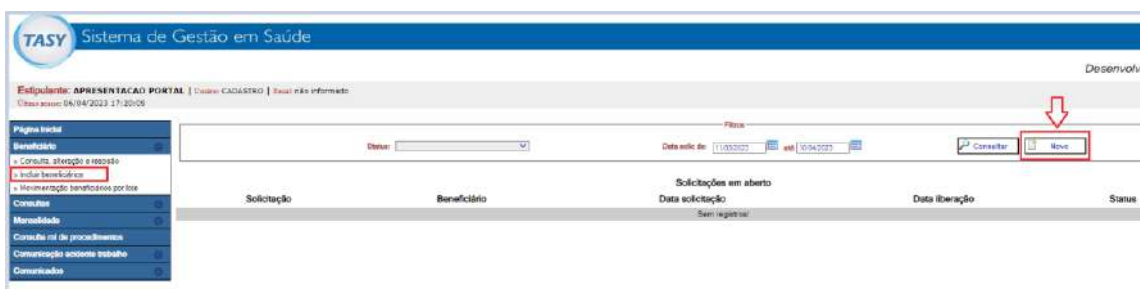 TASY Sistema de Gestão em Saúde
Desenvolv
Estipulante: APRESENTACAO PORTAL | Usuário: CADASTRO | Email: não informado
Último acesso: 06/04/2023 17:20:06
Página Inicial
Beneficiário
» Consulta, alteração e rescisão
» Incluir beneficiários
» Movimentação beneficiários por lote
Consultas
Mensalidade
Consulta rol de procedimentos
Comunicação acidente trabalho
Comunicados
Filtros
Status:
Data solic de: 11/03/2023 até 10/04/2023
Consultar
Novo
Solicitações em aberto
Solicitação Beneficiário Data solicitação Data liberação Status
Sem registros!